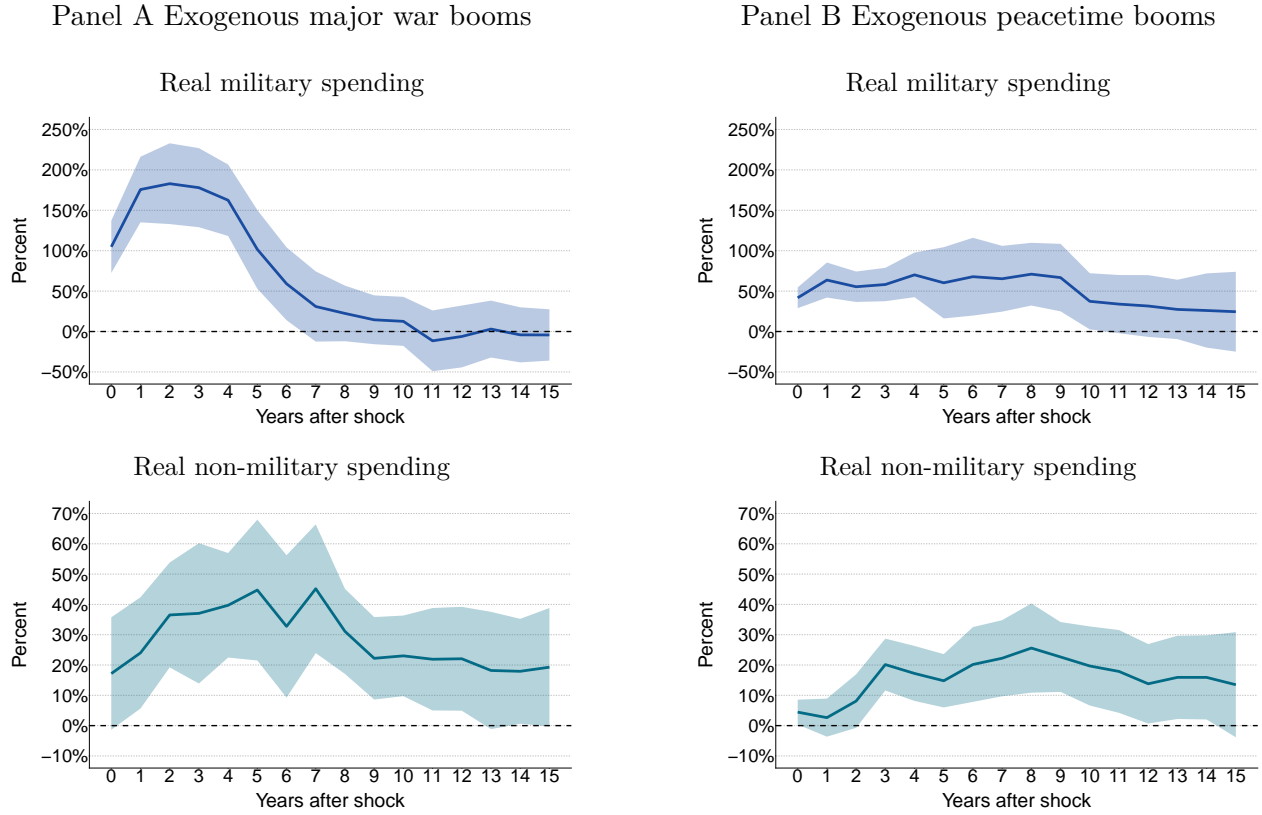 Panel A Exogenous major war booms
Real military spending
Percent
250%
200%
150%
100%
50%
0%
−50%
0 1 2 3 4 5 6 7 8 9 10 11 12 13 14 15
Years after shock
Real non-military spending
Percent
70%
60%
50%
40%
30%
20%
10%
0%
−10%
0 1 2 3 4 5 6 7 8 9 10 11 12 13 14 15
Years after shock
Panel B Exogenous peacetime booms
Real military spending
Percent
250%
200%
150%
100%
50%
0%
−50%
0 1 2 3 4 5 6 7 8 9 10 11 12 13 14 15
Years after shock
Real non-military spending
Percent
70%
60%
50%
40%
30%
20%
10%
0%
−10%
0 1 2 3 4 5 6 7 8 9 10 11 12 13 14 15
Years after shock